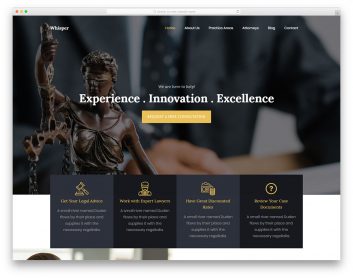 Whisper
Home About Us Practice Areas Attorneys Blog Contact
We are here to help!
Experience . Innovation . Excellence
REQUEST A FREE CONSULTATION
Get Your Legal Advice
A small river named Duden
flows by their place and
supplies it with the
necessary regelialia.
Work with Expert Lawyers
A small river named Duden
flows by their place and
supplies it with the
necessary regelialia.
Have Great Discounted
Rates
A small river named Duden
flows by their place and
supplies it with the
necessary regelialia.
Review Your Case
Documents
A small river named Duden
flows by their place and
supplies it with the
necessary regelialia.